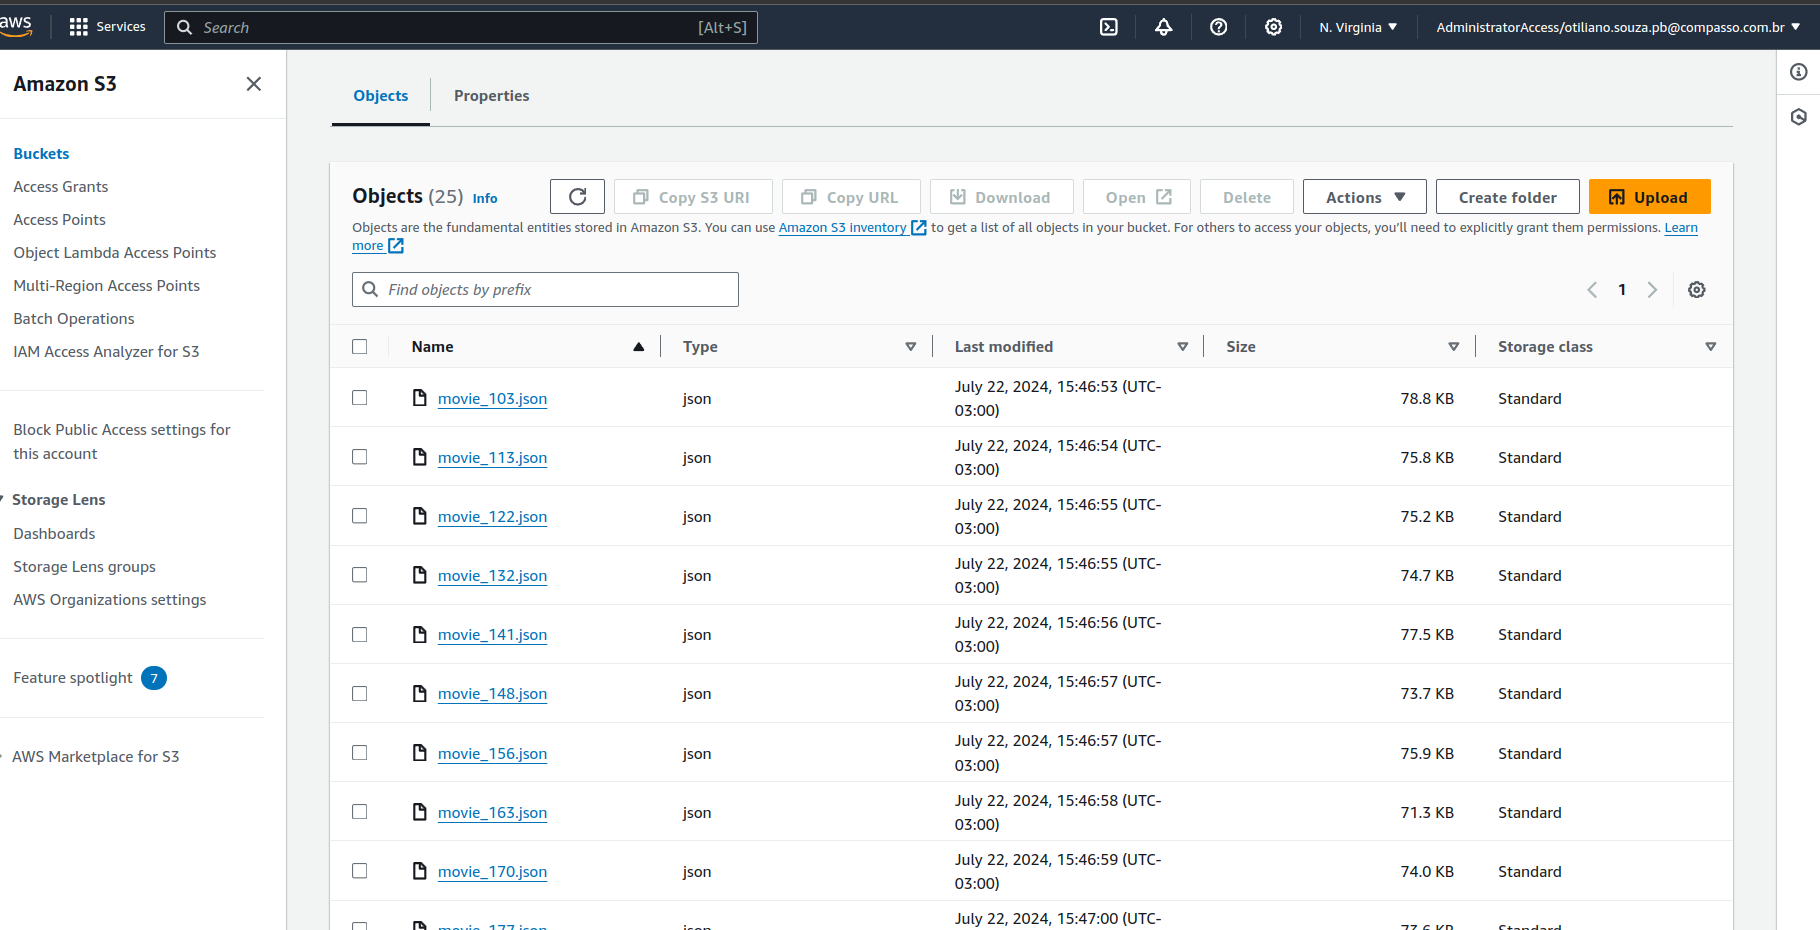 aws
Services
Search
[Alt+S]
N. Virginia
AdministratorAccess/otiliano.souza.pb@compasso.com.br
Amazon S3
Buckets
Access Grants
Access Points
Object Lambda Access Points
Multi-Region Access Points
Batch Operations
IAM Access Analyzer for S3
Block Public Access settings for
this account
Storage Lens
Dashboards
Storage Lens groups
AWS Organizations settings
Feature spotlight 7
AWS Marketplace for S3
Objects
Properties
Objects (25) Info
Copy S3 URI
Copy URL
Download
Open
Delete
Actions
Create folder
Upload
Objects are the fundamental entities stored in Amazon S3. You can use Amazon S3 inventory to get a list of all objects in your bucket. For others to access your objects, you'll need to explicitly grant them permissions. Learn
more
Find objects by prefix
1
Name Type Last modified Size Storage class
movie_103.json json July 22, 2024, 15:46:53 (UTC-
03:00) 78.8 KB Standard
movie_113.json json July 22, 2024, 15:46:54 (UTC-
03:00) 75.8 KB Standard
movie_122.json json July 22, 2024, 15:46:55 (UTC-
03:00) 75.2 KB Standard
movie_132.json json July 22, 2024, 15:46:55 (UTC-
03:00) 74.7 KB Standard
movie_141.json json July 22, 2024, 15:46:56 (UTC-
03:00) 77.5 KB Standard
movie_148.json json July 22, 2024, 15:46:57 (UTC-
03:00) 73.7 KB Standard
movie_156.json json July 22, 2024, 15:46:57 (UTC-
03:00) 75.9 KB Standard
movie_163.json json July 22, 2024, 15:46:58 (UTC-
03:00) 71.3 KB Standard
movie_170.json json July 22, 2024, 15:46:59 (UTC-
03:00) 74.0 KB Standard
movie_177.json json July 22, 2024, 15:47:00 (UTC-
73.6 KB Standard